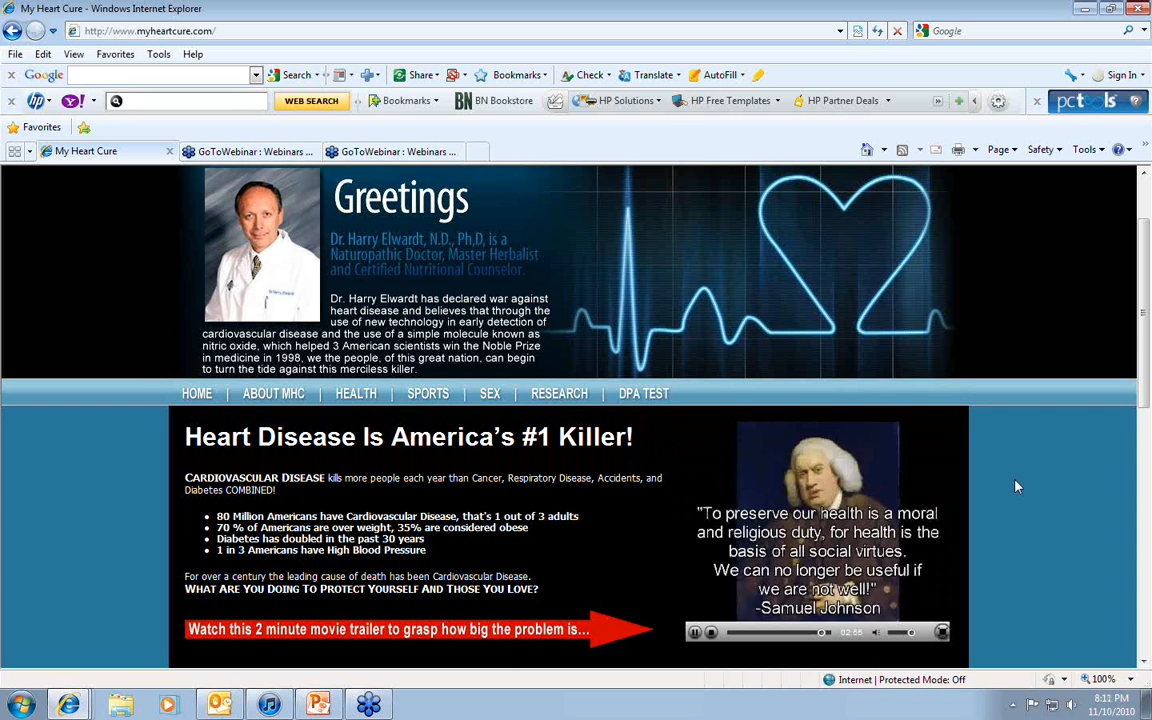 My Heart Cure - Windows Internet Explorer
http://www.myheartcure.com/
Google
File Edit View Favorites Tools Help
Google Search Share Bookmarks Check Translate AutoFill Sign In
Y! WEB SEARCH Bookmarks BN BN Bookstore HP Solutions HP Free Templates HP Partner Deals pctools
Favorites
My Heart Cure GoToWebinar : Webinars ... GoToWebinar : Webinars ... Page Safety Tools
Greetings
Dr. Harry Elwardt, N.D., Ph,D, is a
Naturopathic Doctor, Master Herbalist
and Certified Nutritional Counselor.
Dr. Harry Elwardt has declared war against
heart disease and believes that through the
use of new technology in early detection of
cardiovascular disease and the use of a simple molecule known as
nitric oxide, which helped 3 American scientists win the Noble Prize
in medicine in 1998, we the people, of this great nation, can begin
to turn the tide against this merciless killer.
HOME | ABOUT MHC | HEALTH | SPORTS | SEX | RESEARCH | DPA TEST
Heart Disease Is America's #1 Killer!
CARDIOVASCULAR DISEASE kills more people each year than Cancer, Respiratory Disease, Accidents, and
Diabetes COMBINED!
• 80 Million Americans have Cardiovascular Disease, that's 1 out of 3 adults
• 70 % of Americans are over weight, 35% are considered obese
• Diabetes has doubled in the past 30 years
• 1 in 3 Americans have High Blood Pressure
For over a century the leading cause of death has been Cardiovascular Disease.
WHAT ARE YOU DOING TO PROTECT YOURSELF AND THOSE YOU LOVE?
Watch this 2 minute movie trailer to grasp how big the problem is...
"To preserve our health is a moral
and religious duty, for health is the
basis of all social virtues.
We can no longer be useful if
we are not well!"
-Samuel Johnson
02:55
Internet | Protected Mode: Off
100%
8:11 PM
11/10/2010